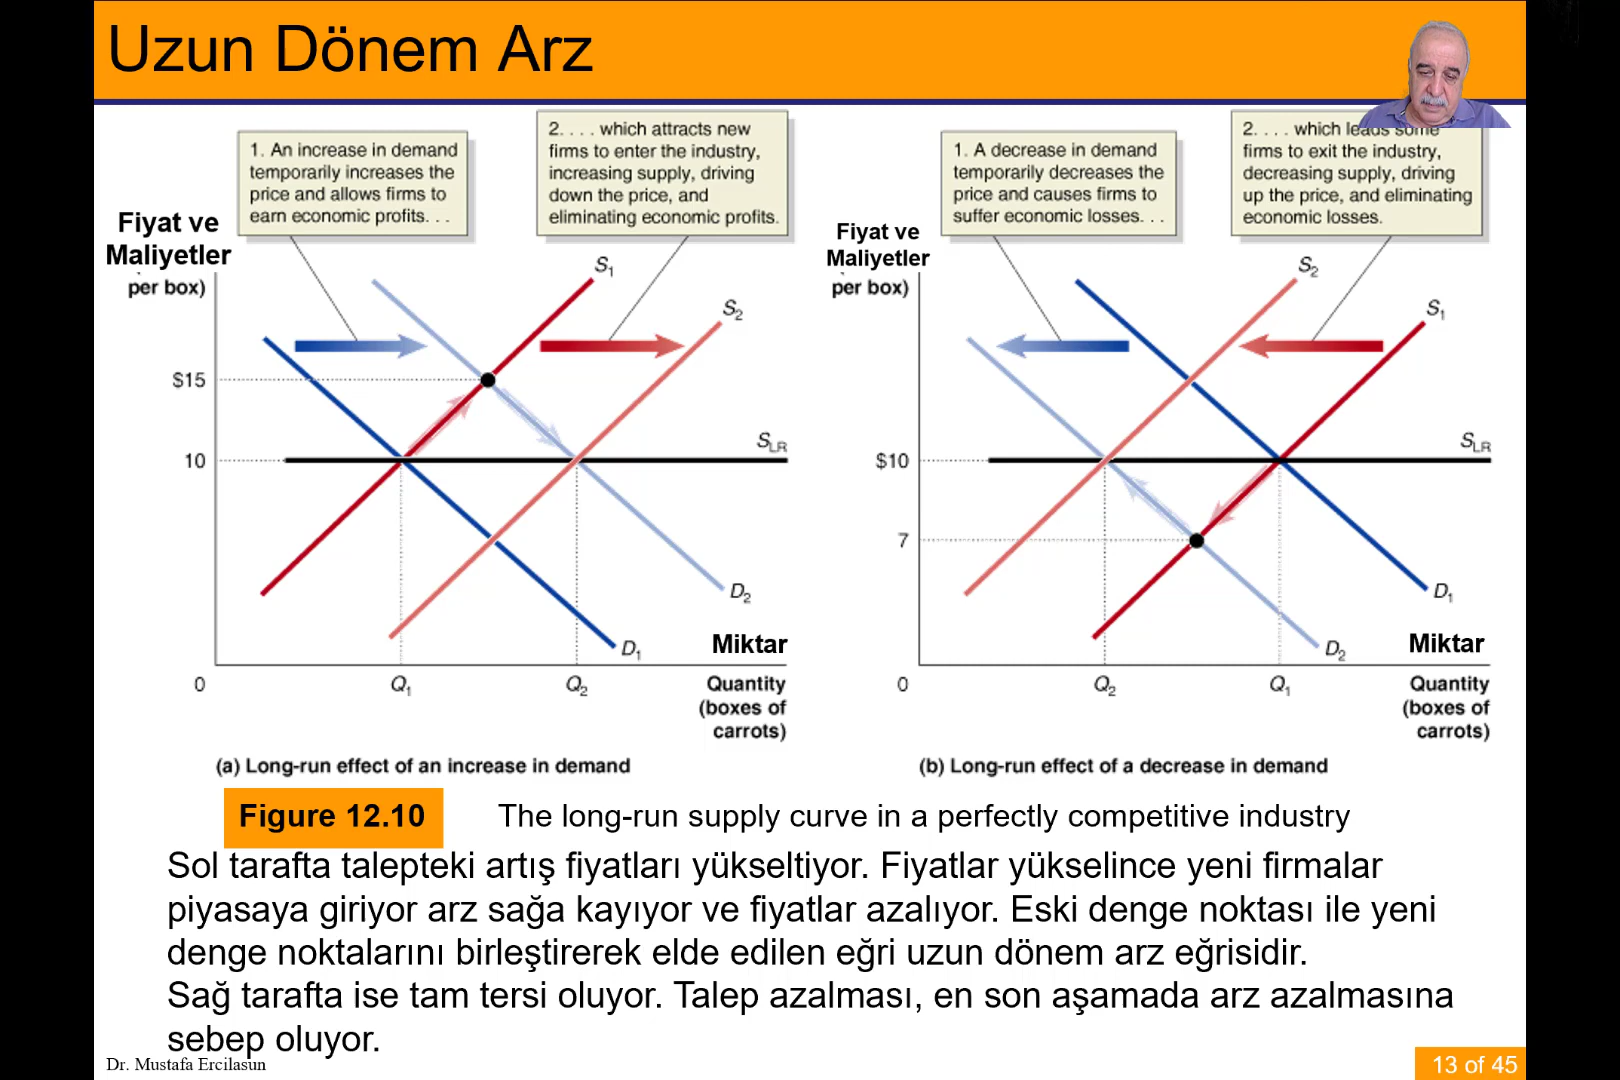 Uzun Dönem Arz
1. An increase in demand
temporarily increases the
price and allows firms to
earn economic profits. . .
2. . . . which attracts new
firms to enter the industry,
increasing supply, driving
down the price, and
eliminating economic profits.
Fiyat ve
Maliyetler
per box)
S1
S2
$15
10
SLR
D2
D1
Miktar
0
Q1
Q2
Quantity
(boxes of
carrots)
(a) Long-run effect of an increase in demand
1. A decrease in demand
temporarily decreases the
price and causes firms to
suffer economic losses. . .
2. . . . which leads some
firms to exit the industry,
decreasing supply, driving
up the price, and eliminating
economic losses.
Fiyat ve
Maliyetler
per box)
S2
S1
$10
7
SLR
D1
D2
Miktar
0
Q2
Q1
Quantity
(boxes of
carrots)
(b) Long-run effect of a decrease in demand
Figure 12.10
The long-run supply curve in a perfectly competitive industry
Sol tarafta talepteki artış fiyatları yükseltiyor. Fiyatlar yükselince yeni firmalar
piyasaya giriyor arz sağa kayıyor ve fiyatlar azalıyor. Eski denge noktası ile yeni
denge noktalarını birleştirerek elde edilen eğri uzun dönem arz eğrisidir.
Sağ tarafta ise tam tersi oluyor. Talep azalması, en son aşamada arz azalmasına
sebep oluyor.
Dr. Mustafa Ercilasun
13 of 45